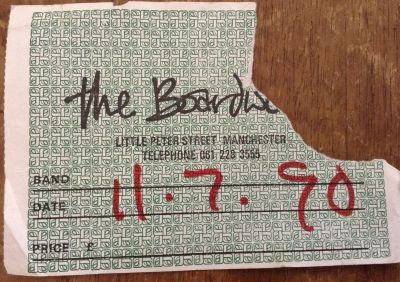 the Boardw
LITTLE PETER STREET MANCHESTER
TELEPHONE 061 228 3555
BAND
DATE 11.7.90
PRICE £